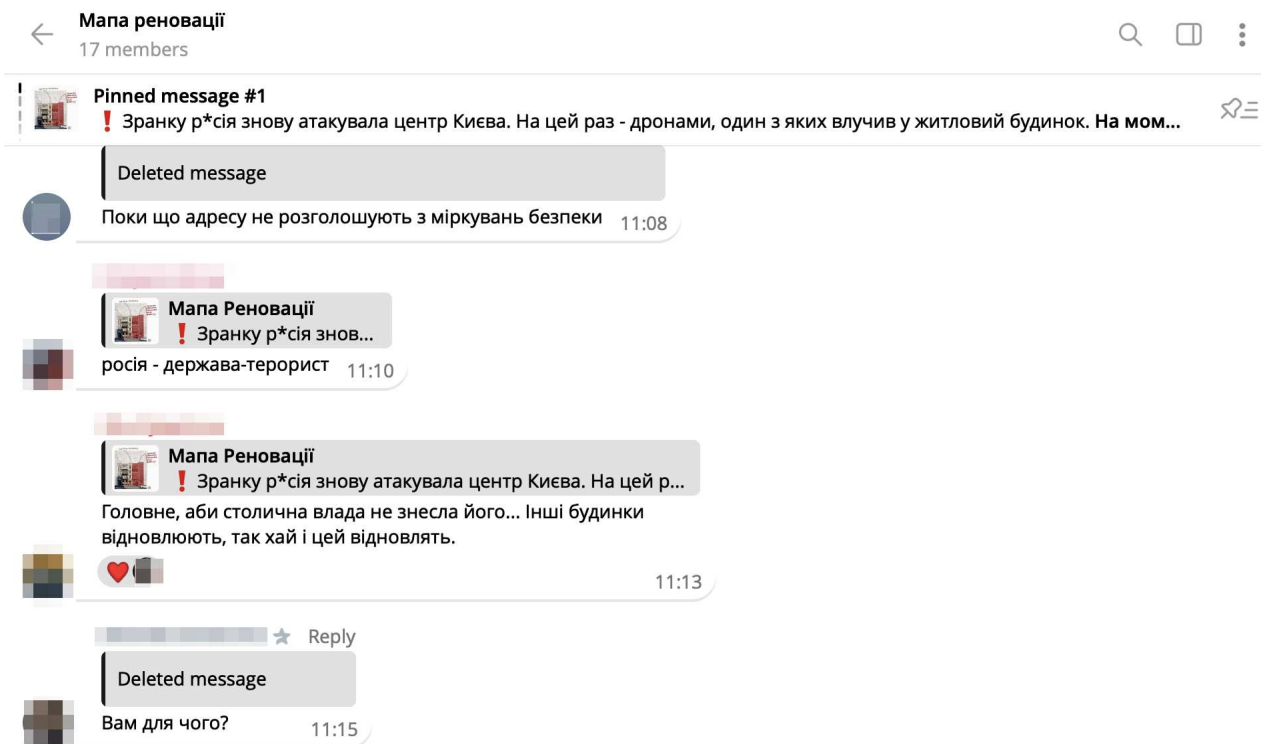 Мапа реновації
17 members
Pinned message #1
❗ Зранку р*сія знову атакувала центр Києва. На цей раз - дронами, один з яких влучив у житловий будинок. На мом...
Deleted message
Поки що адресу не розголошують з міркувань безпеки 11:08
Мапа Реновації
❗ Зранку р*сія знов...
росія - держава-терорист 11:10
Мапа Реновації
❗ Зранку р*сія знову атакувала центр Києва. На цей р...
Головне, аби столична влада не знесла його... Інші будинки
відновлюють, так хай і цей відновлять.
11:13
Reply
Deleted message
Вам для чого? 11:15